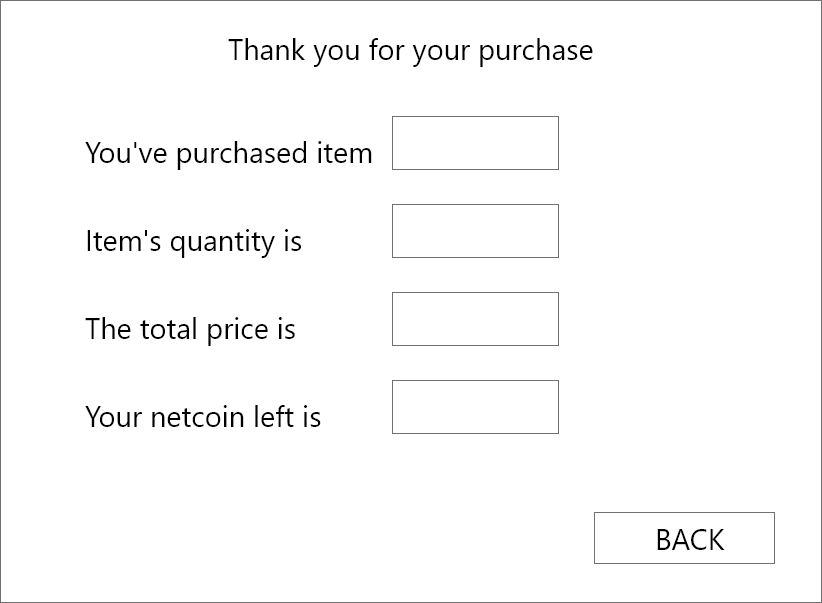 Thank you for your purchase
You've purchased item
Item's quantity is
The total price is
Your netcoin left is
BACK